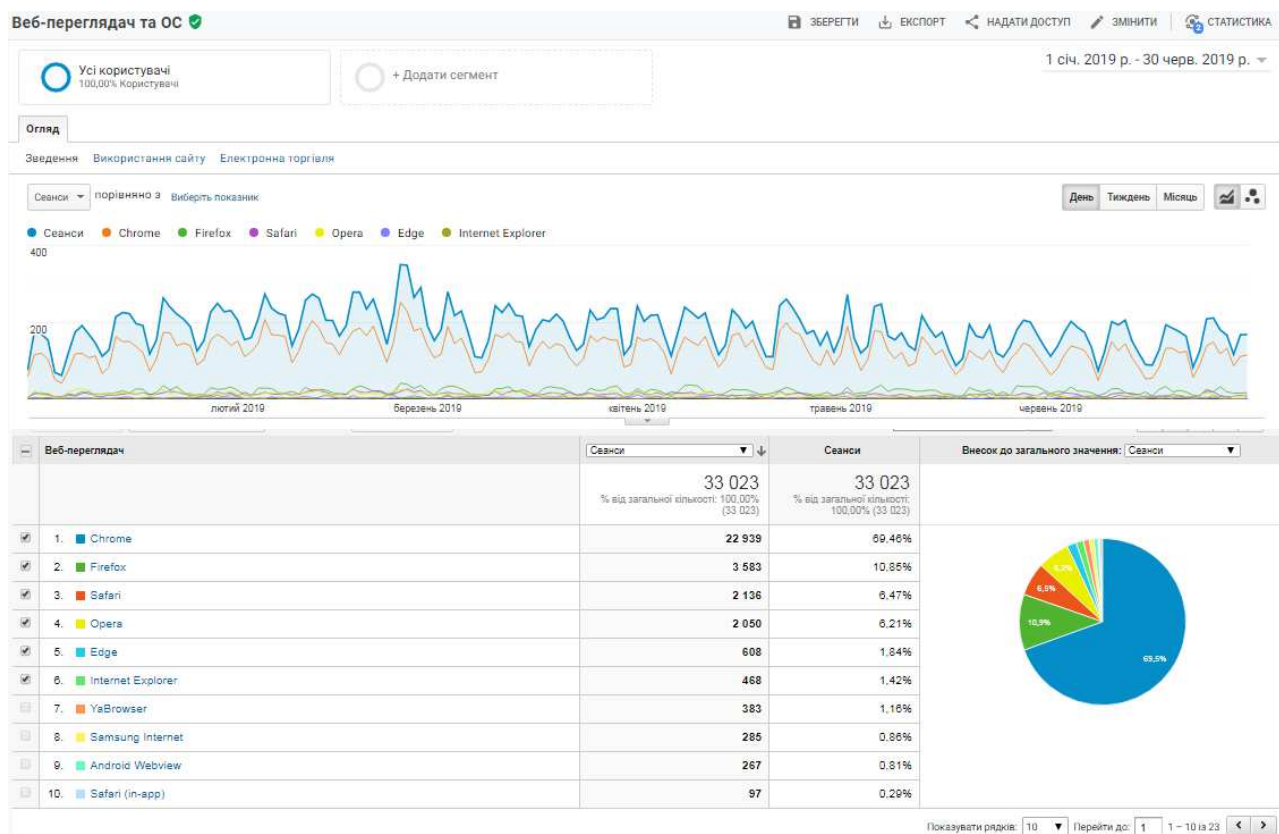 Веб-переглядач та ОС
ЗБЕРЕГТИ ЕКСПОРТ НАДАТИ ДОСТУП ЗМІНИТИ СТАТИСТИКА
2
Усі користувачі
100,00% Користувачі
+ Додати сегмент
1 січ. 2019 р. - 30 черв. 2019 р.
Огляд
Зведення Використання сайту Електронна торгівля
Сеанси порівняно з Виберіть показник
День Тиждень Місяць
Сеанси Chrome Firefox Safari Opera Edge Internet Explorer
400
200
лютий 2019 березень 2019 квітень 2019 травень 2019 червень 2019
Веб-переглядач Сеанси Сеанси Внесок до загального значення: Сеанси
33 023 33 023
% від загальної кількості: 100,00% (33 023) % від загальної кількості: 100,00% (33 023)
1. Chrome 22 939 69,46%
2. Firefox 3 583 10,85%
3. Safari 2 136 6,47%
4. Opera 2 050 6,21%
5. Edge 608 1,84%
6. Internet Explorer 468 1,42%
7. YaBrowser 383 1,16%
8. Samsung Internet 285 0,86%
9. Android Webview 267 0,81%
10. Safari (in-app) 97 0,29%
6,2%
6,5%
10,9%
69,5%
Показувати рядків: 10 Перейти до: 1 1 – 10 із 23